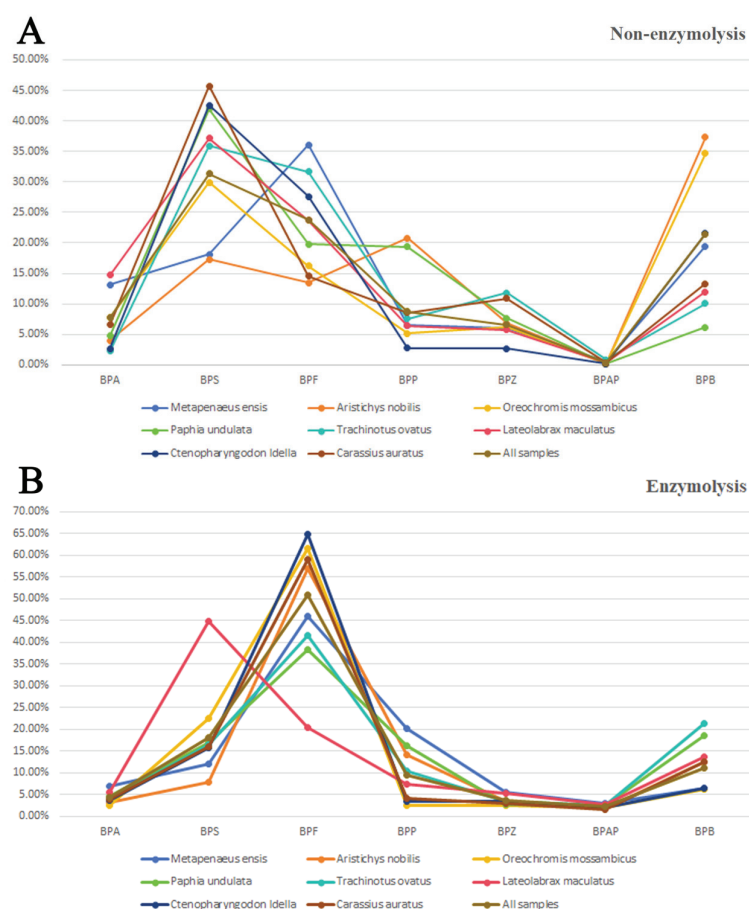 A
Non-enzymolysis
50.00%
45.00%
40.00%
35.00%
30.00%
25.00%
20.00%
15.00%
10.00%
5.00%
0.00%
BPA BPS BPF BPP BPZ BPAP BPB
Metapenaeus ensis Aristichys nobilis Oreochromis mossambicus
Paphia undulata Trachinotus ovatus Lateolabrax maculatus
Ctenopharyngodon Idella Carassius auratus All samples
B
Enzymolysis
70.00%
65.00%
60.00%
55.00%
50.00%
45.00%
40.00%
35.00%
30.00%
25.00%
20.00%
15.00%
10.00%
5.00%
0.00%
BPA BPS BPF BPP BPZ BPAP BPB
Metapenaeus ensis Aristichys nobilis Oreochromis mossambicus
Paphia undulata Trachinotus ovatus Lateolabrax maculatus
Ctenopharyngodon Idella Carassius auratus All samples